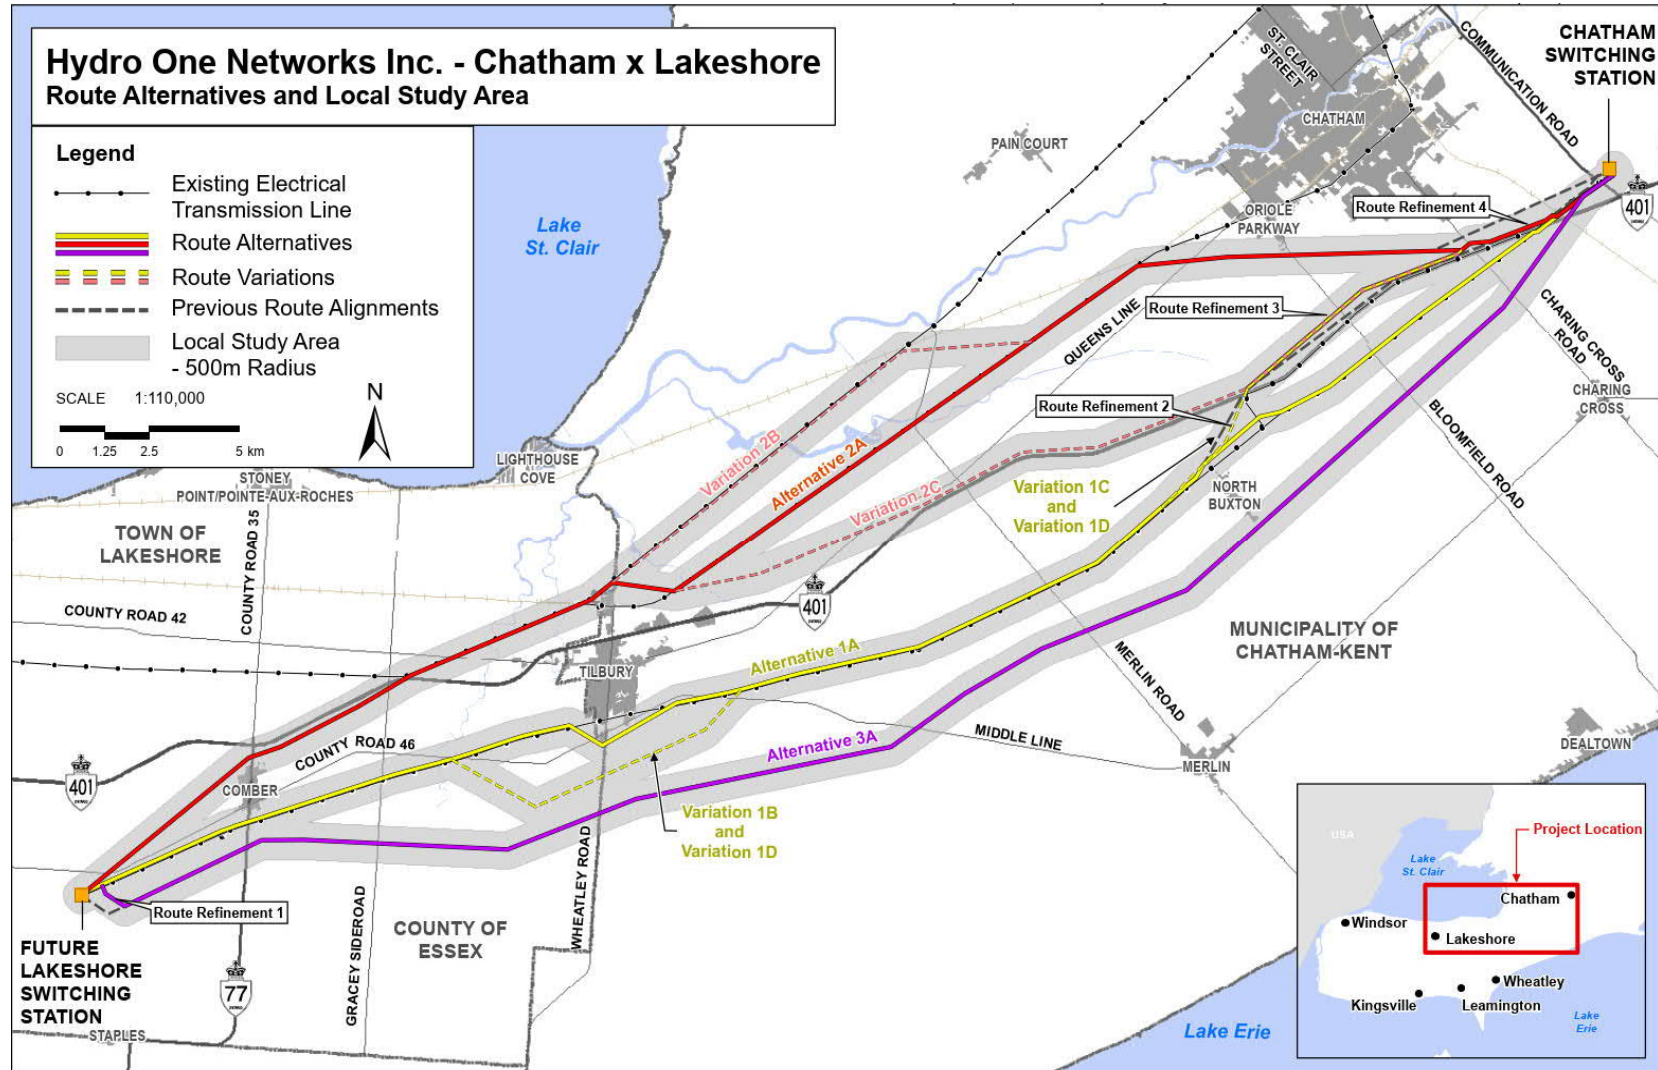 Hydro One Networks Inc. - Chatham x Lakeshore
Route Alternatives and Local Study Area
Legend
Existing Electrical
Transmission Line
Route Alternatives
Route Variations
Previous Route Alignments
Local Study Area
- 500m Radius
SCALE 1:110,000
0 1.25 2.5 5 km
N
CHATHAM
SWITCHING
STATION
COMMUNICATION ROAD
ST. CLAIR
STREET
CHATHAM
PAIN COURT
Lake
St. Clair
401
Route Refinement 4
ORIOLE
PARKWAY
Route Refinement 3
QUEENS LINE
CHARING CROSS
ROAD
CHARING
CROSS
Route Refinement 2
BLOOMFIELD ROAD
LIGHTHOUSE
COVE
STONEY
POINT/POINTE-AUX-ROCHES
Variation 2B
Alternative 2A
Variation 2C
Variation 1C
and
Variation 1D
NORTH
BUXTON
TOWN OF
LAKESHORE
COUNTY ROAD 35
COUNTY ROAD 42
401
MUNICIPALITY OF
CHATHAM-KENT
TILBURY
Alternative 1A
MERLIN ROAD
COUNTY ROAD 46
Alternative 3A
MIDDLE LINE
MERLIN
DEALTOWN
401
COMBER
Variation 1B
and
Variation 1D
WHEATLEY ROAD
Route Refinement 1
COUNTY OF
ESSEX
GRACEY SIDEROAD
FUTURE
LAKESHORE
SWITCHING
STATION
77
STAPLES
Lake Erie
USA
Project Location
Lake
St. Clair
Chatham
Windsor
Lakeshore
Wheatley
Kingsville
Leamington
Lake
Erie